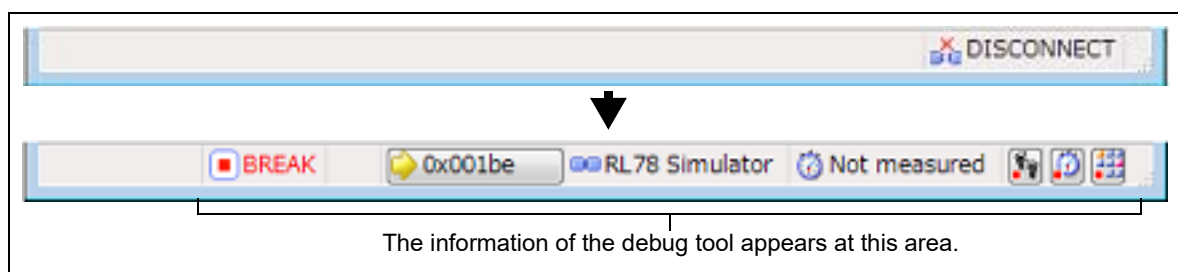 DISCONNECT
BREAK 0x001be RL78 Simulator Not measured
The information of the debug tool appears at this area.